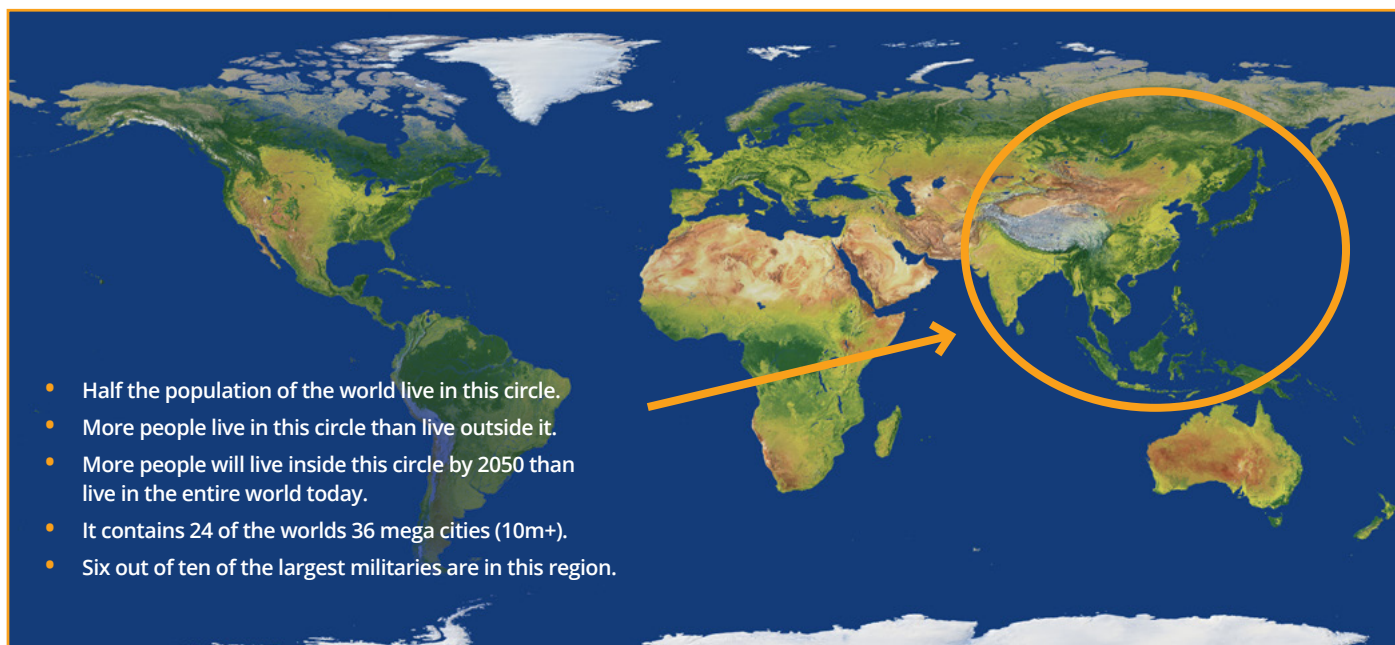 • Half the population of the world live in this circle.
• More people live in this circle than live outside it.
• More people will live inside this circle by 2050 than
live in the entire world today.
• It contains 24 of the worlds 36 mega cities (10m+).
• Six out of ten of the largest militaries are in this region.